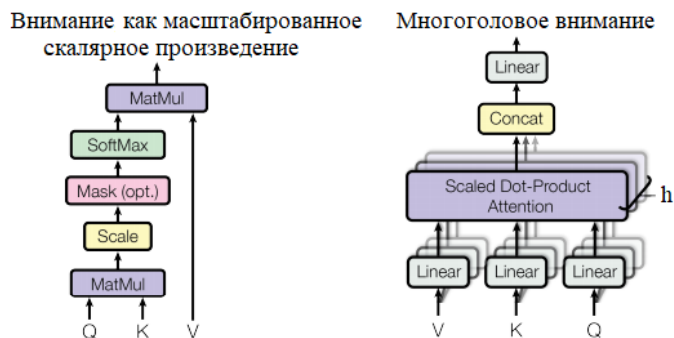 Внимание как масштабированное
скалярное произведение
MatMul
SoftMax
Mask (opt.)
Scale
MatMul
Q K V
Многоголовое внимание
Linear
Concat
Scaled Dot-Product
Attention
h
Linear Linear Linear
V K Q